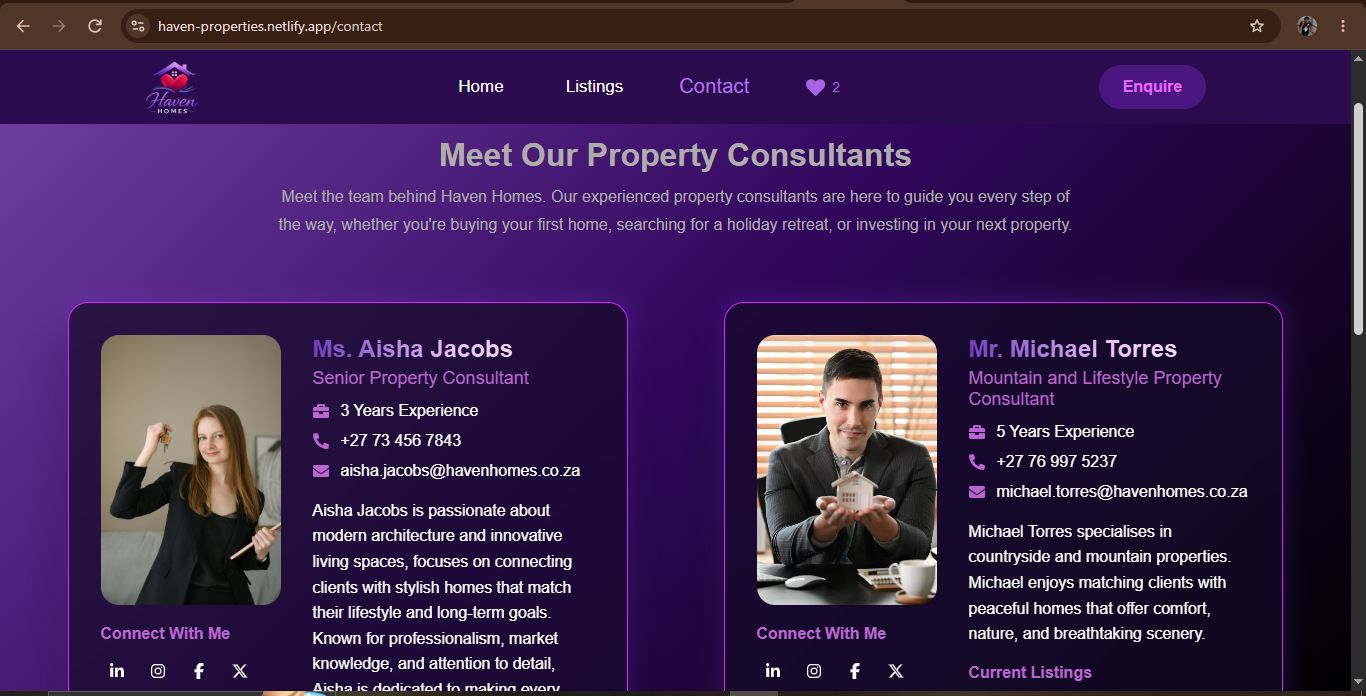 haven-properties.netlify.app/contact
Haven
HOMES
Home
Listings
Contact
2
Enquire
Meet Our Property Consultants
Meet the team behind Haven Homes. Our experienced property consultants are here to guide you every step of
the way, whether you're buying your first home, searching for a holiday retreat, or investing in your next property.
Ms. Aisha Jacobs
Senior Property Consultant
3 Years Experience
+27 73 456 7843
aisha.jacobs@havenhomes.co.za
Aisha Jacobs is passionate about
modern architecture and innovative
living spaces, focuses on connecting
clients with stylish homes that match
their lifestyle and long-term goals.
Known for professionalism, market
knowledge, and attention to detail,
Aisha is dedicated to making every
Connect With Me
Mr. Michael Torres
Mountain and Lifestyle Property
Consultant
5 Years Experience
+27 76 997 5237
michael.torres@havenhomes.co.za
Michael Torres specialises in
countryside and mountain properties.
Michael enjoys matching clients with
peaceful homes that offer comfort,
nature, and breathtaking scenery.
Current Listings
Connect With Me